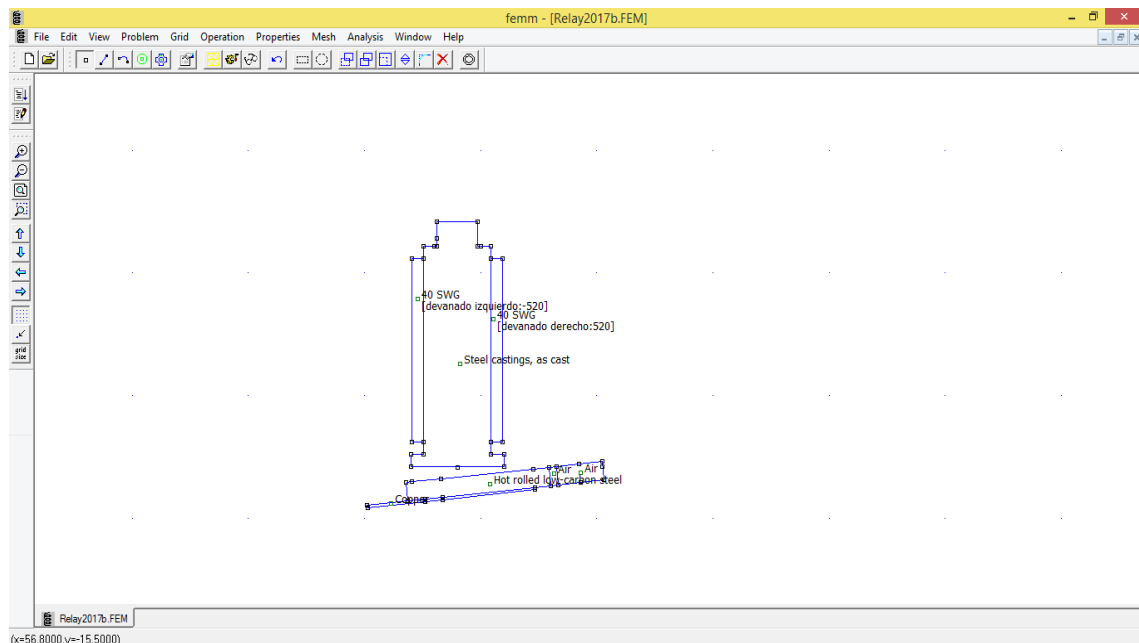 femm - [Relay2017b.FEM]
File Edit View Problem Grid Operation Properties Mesh Analysis Window Help
grid size
40 SWG
[devanado izquierdo:-520]
40 SWG
[devanado derecho:520]
Steel castings, as cast
Air
Air
Hot rolled low-carbon steel
Copper
Relay2017b.FEM
(x=56.8000,y=-15.5000)